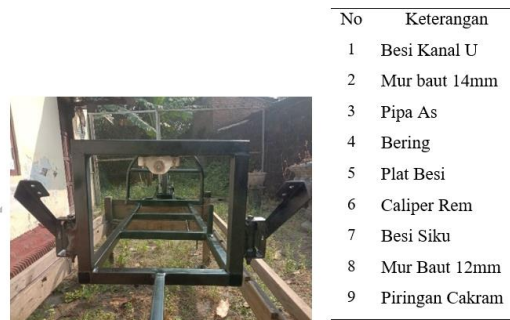 No Keterangan
1 Besi Kanal U
2 Mur baut 14mm
3 Pipa As
4 Bering
5 Plat Besi
6 Caliper Rem
7 Besi Siku
8 Mur Baut 12mm
9 Piringan Cakram